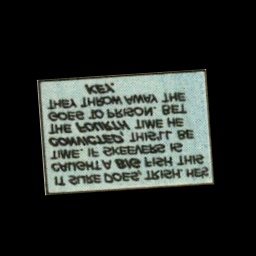 IT SURE DOES, TRISH. HE'S
CAUGHT A BIG FISH THIS
TIME. IF SKEEVERS IS
CONVICTED, THIS'LL BE
THE FOURTH TIME HE
GOES TO PRISON. BET
THEY THROW AWAY THE
KEY.